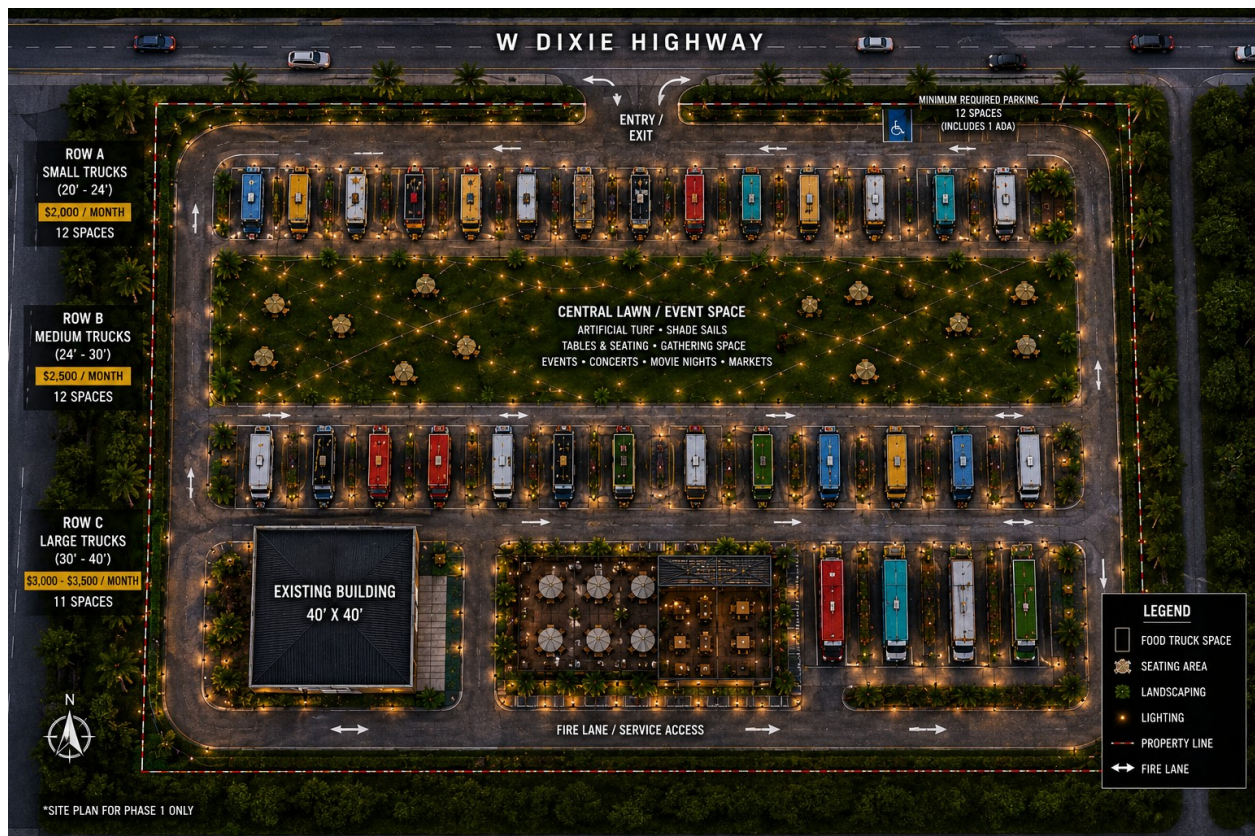 W DIXIE HIGHWAY
ENTRY /
EXIT
MINIMUM REQUIRED PARKING
12 SPACES
(INCLUDES 1 ADA)
ROW A
SMALL TRUCKS
(20' - 24')
$2,000 / MONTH
12 SPACES
CENTRAL LAWN / EVENT SPACE
ARTIFICIAL TURF • SHADE SAILS
TABLES & SEATING • GATHERING SPACE
EVENTS • CONCERTS • MOVIE NIGHTS • MARKETS
ROW B
MEDIUM TRUCKS
(24' - 30')
$2,500 / MONTH
12 SPACES
ROW C
LARGE TRUCKS
(30' - 40')
$3,000 - $3,500 / MONTH
11 SPACES
EXISTING BUILDING
40' X 40'
FIRE LANE / SERVICE ACCESS
LEGEND
FOOD TRUCK SPACE
SEATING AREA
LANDSCAPING
LIGHTING
PROPERTY LINE
FIRE LANE
N
*SITE PLAN FOR PHASE 1 ONLY